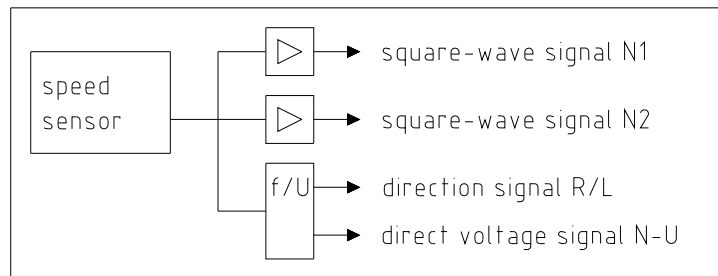 speed
sensor
square-wave signal N1
square-wave signal N2
f/U
direction signal R/L
direct voltage signal N-U